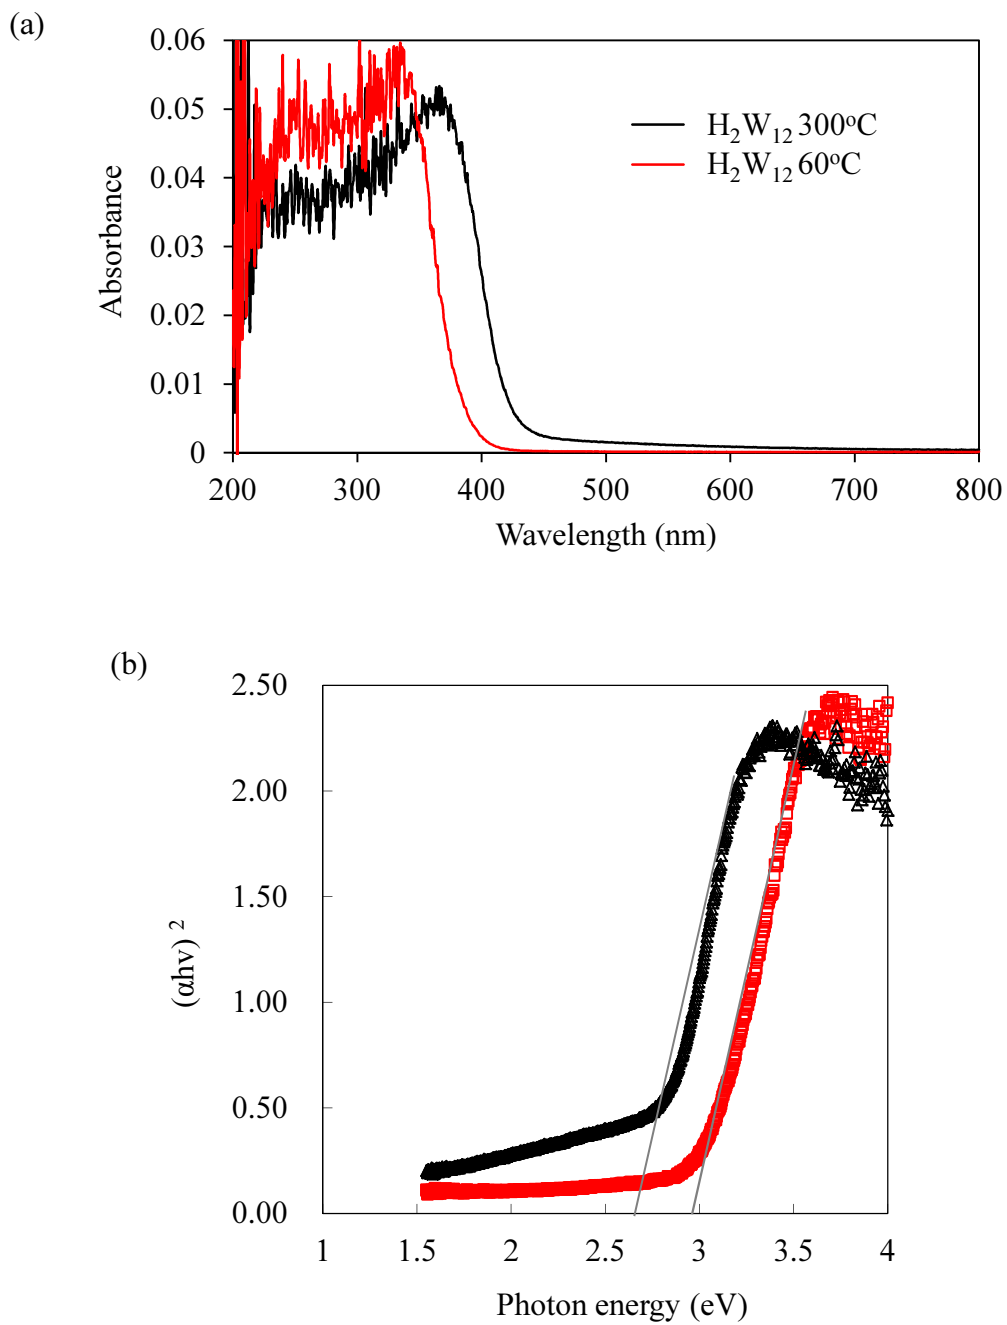 (a)
0.06
0.05
0.04
0.03
0.02
0.01
0
Absorbance
H₂W₁₂ 300ºC
H₂W₁₂ 60ºC
200 300 400 500 600 700 800
Wavelength (nm)
(b)
2.50
2.00
1.50
1.00
0.50
0.00
(αhν) ²
1 1.5 2 2.5 3 3.5 4
Photon energy (eV)